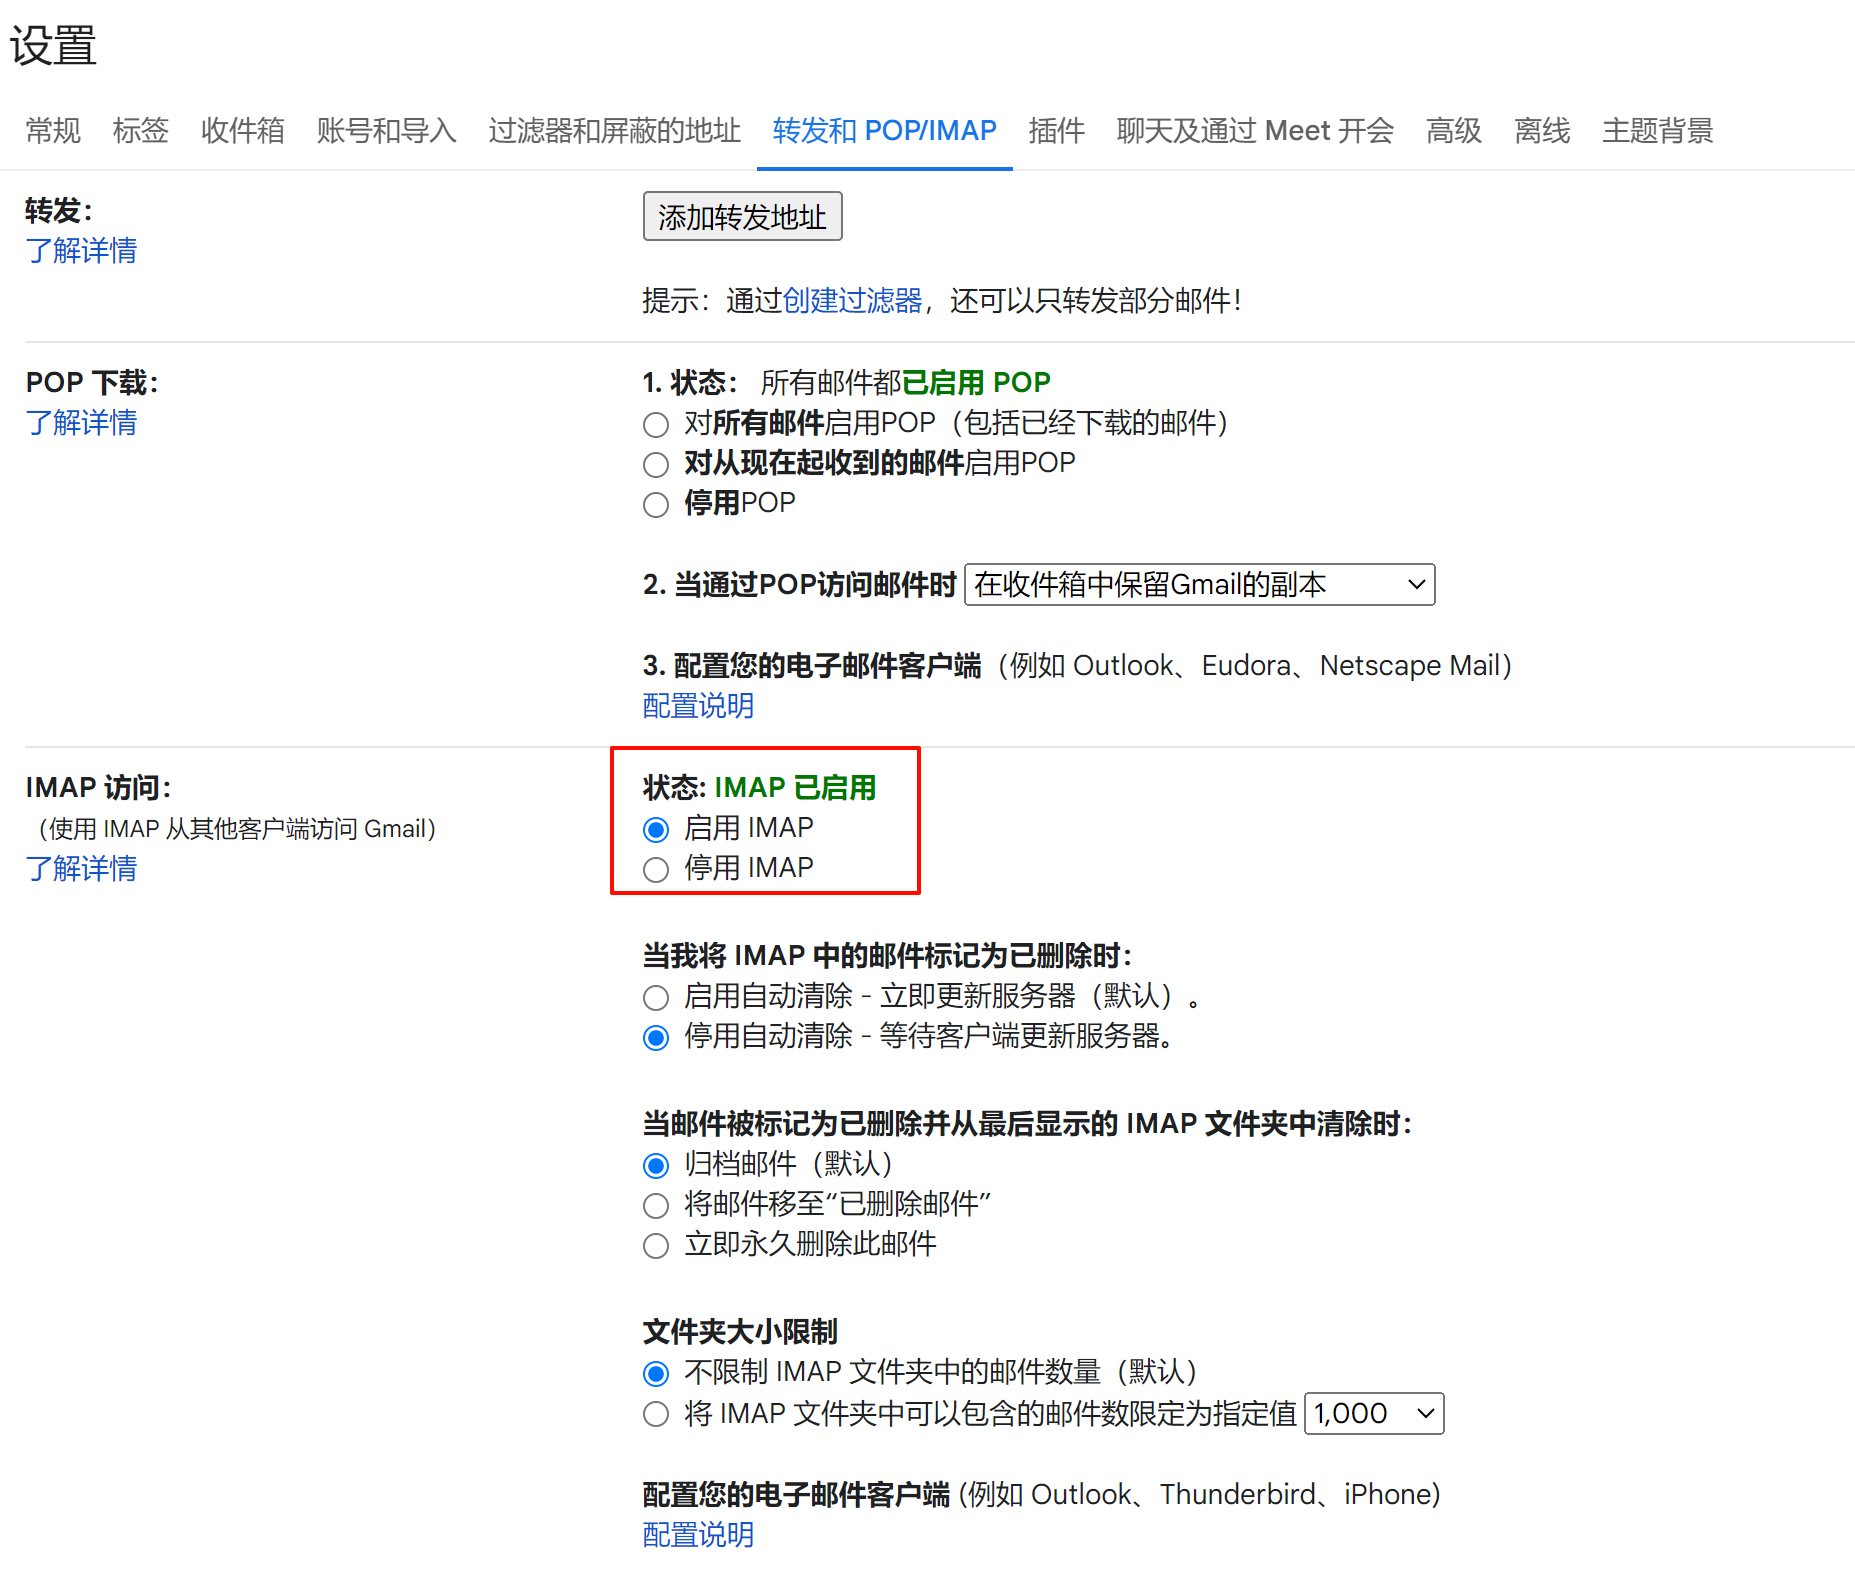 设置
常规 标签 收件箱 账号和导入 过滤器和屏蔽的地址 转发和 POP/IMAP 插件 聊天及通过 Meet 开会 高级 离线 主题背景
转发：
了解详情
添加转发地址
提示：通过创建过滤器，还可以只转发部分邮件！
POP 下载：
了解详情
1. 状态： 所有邮件都已启用 POP
对所有邮件启用POP（包括已经下载的邮件）
对从现在起收到的邮件启用POP
停用POP
2. 当通过POP访问邮件时 在收件箱中保留Gmail的副本
3. 配置您的电子邮件客户端（例如 Outlook、Eudora、Netscape Mail）
配置说明
IMAP 访问：
（使用 IMAP 从其他客户端访问 Gmail）
了解详情
状态: IMAP 已启用
启用 IMAP
停用 IMAP
当我将 IMAP 中的邮件标记为已删除时：
启用自动清除 - 立即更新服务器（默认）。
停用自动清除 - 等待客户端更新服务器。
当邮件被标记为已删除并从最后显示的 IMAP 文件夹中清除时：
归档邮件（默认）
将邮件移至“已删除邮件”
立即永久删除此邮件
文件夹大小限制
不限制 IMAP 文件夹中的邮件数量（默认）
将 IMAP 文件夹中可以包含的邮件数限定为指定值 1,000
配置您的电子邮件客户端 (例如 Outlook、Thunderbird、iPhone)
配置说明